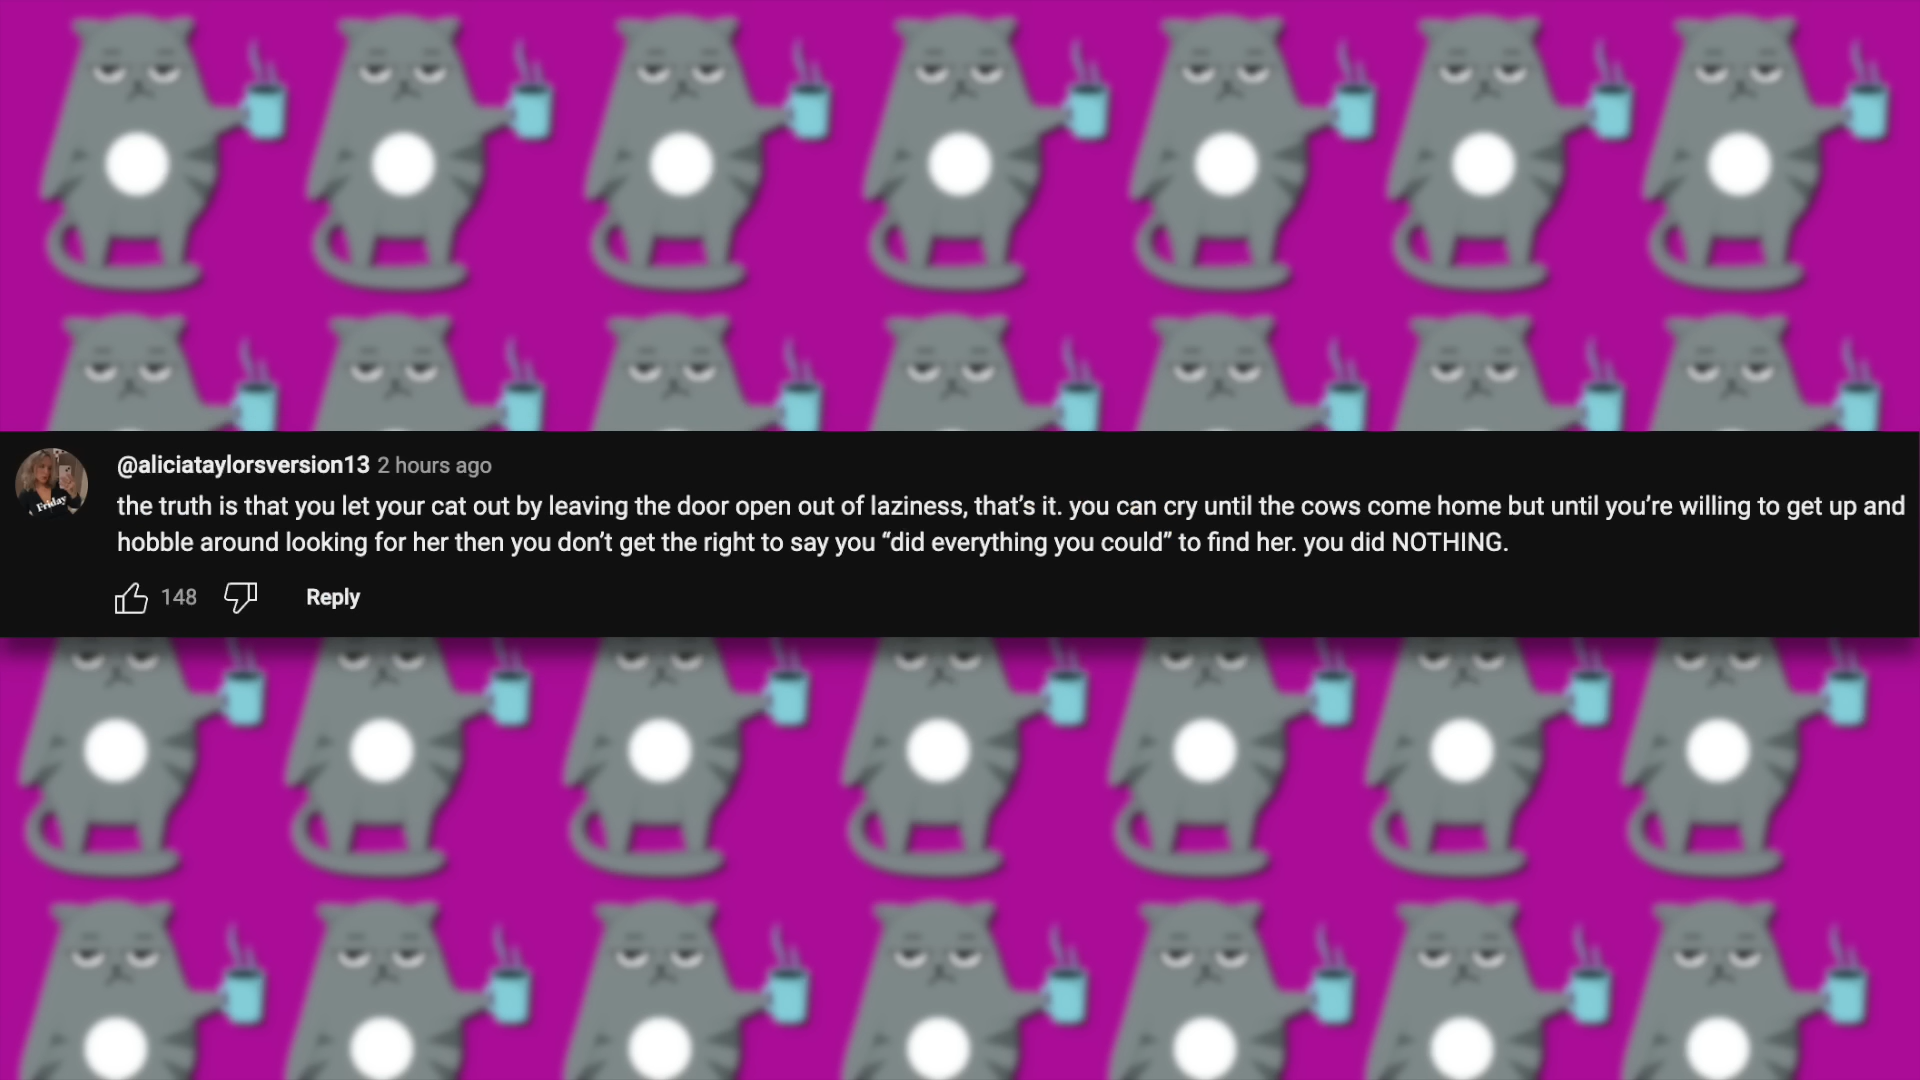 @aliciataylorsversion13 2 hours ago
the truth is that you let your cat out by leaving the door open out of laziness, that’s it. you can cry until the cows come home but until you’re willing to get up and
hobble around looking for her then you don’t get the right to say you “did everything you could” to find her. you did NOTHING.
148 Reply
Friday